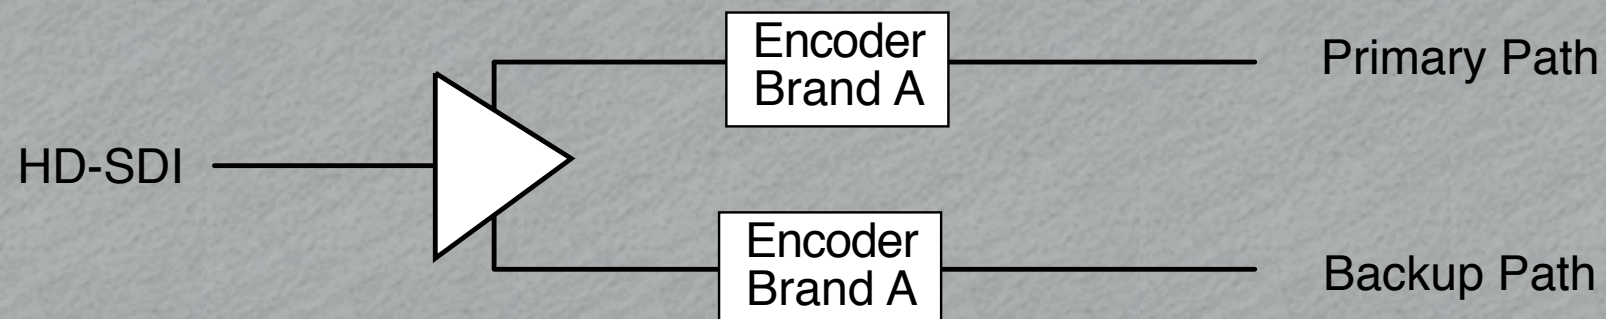 Encoder
Brand A
Primary Path
HD-SDI
Encoder
Brand A
Backup Path